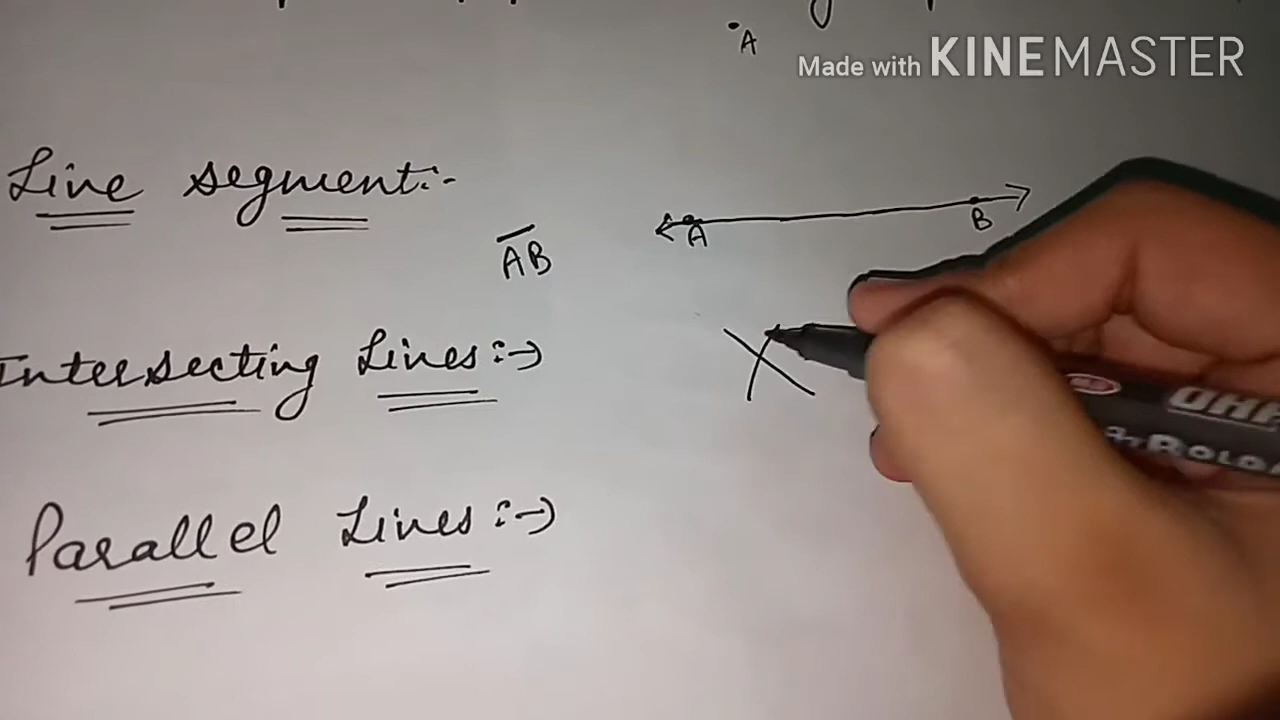 A
Made with KINEMASTER
Line segment:-
A B
AB
Intersecting Lines:→
Parallel Lines:→